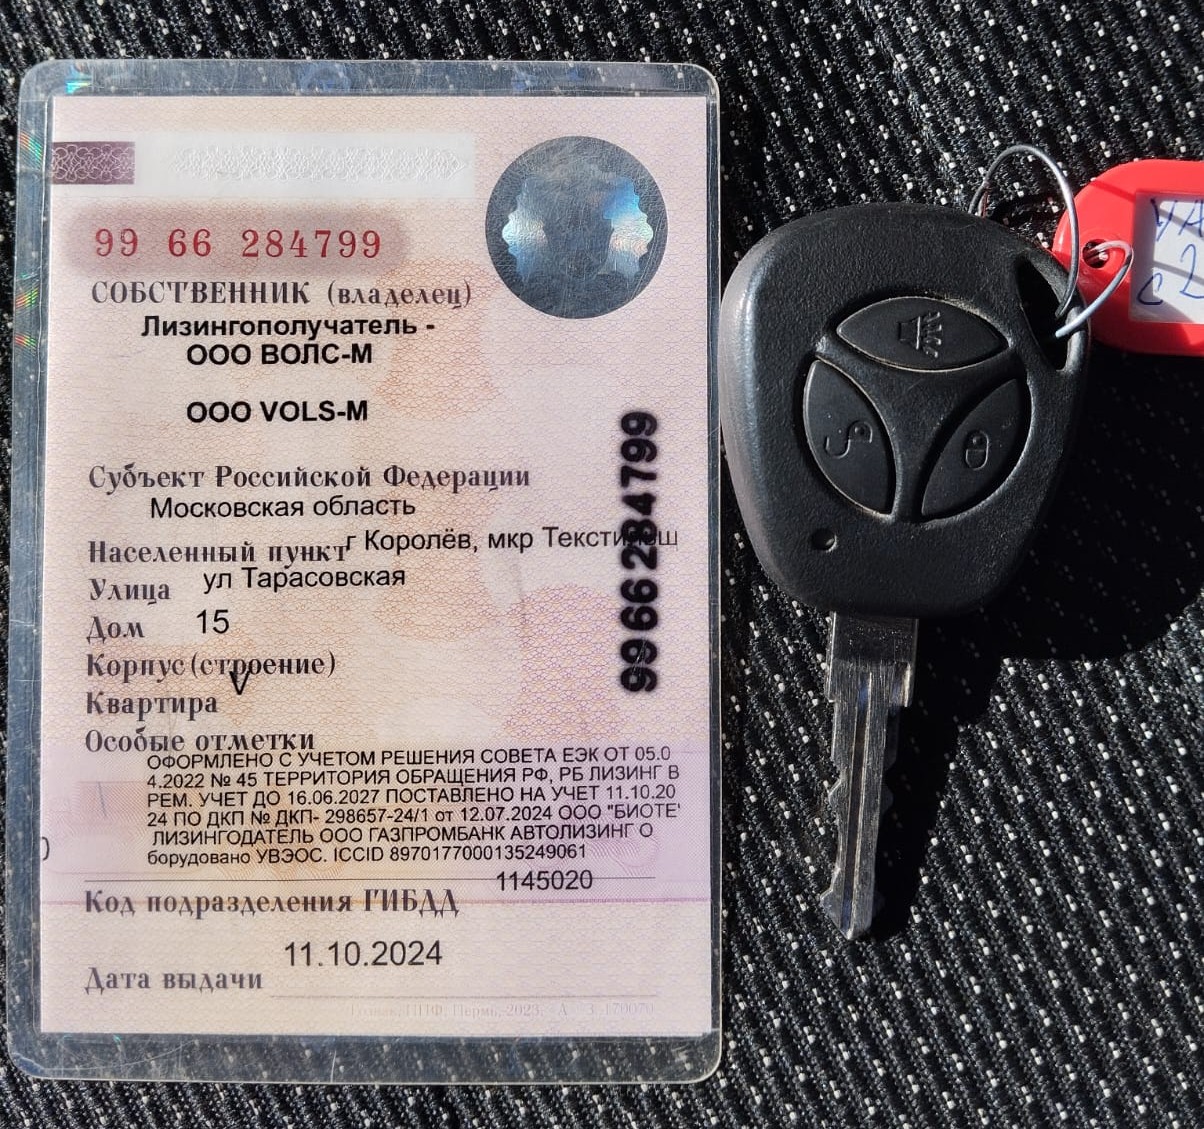 99 66 284799
СОБСТВЕННИК (владелец)
Лизингополучатель -
ООО ВОЛС-М
ООО VOLS-M
Субъект Российской Федерации
Московская область
Населенный пункт г Королёв, мкр Текстильщ
Улица ул Тарасовская
Дом 15
Корпус (строение)
Квартира
Особые отметки
ОФОРМЛЕНО С УЧЕТОМ РЕШЕНИЯ СОВЕТА ЕЭК ОТ 05.0
4.2022 № 45 ТЕРРИТОРИЯ ОБРАЩЕНИЯ РФ, РБ ЛИЗИНГ В
РЕМ. УЧЕТ ДО 16.06.2027 ПОСТАВЛЕНО НА УЧЕТ 11.10.20
24 ПО ДКП № ДКП- 298657-24/1 от 12.07.2024 ООО "БИОТЕ
ЛИЗИНГОДАТЕЛЬ ООО ГАЗПРОМБАНК АВТОЛИЗИНГ О
борудовано УВЭОС. ICCID 8970177000135249061
Код подразделения ГИБДД 1145020
Дата выдачи 11.10.2024
9966284799